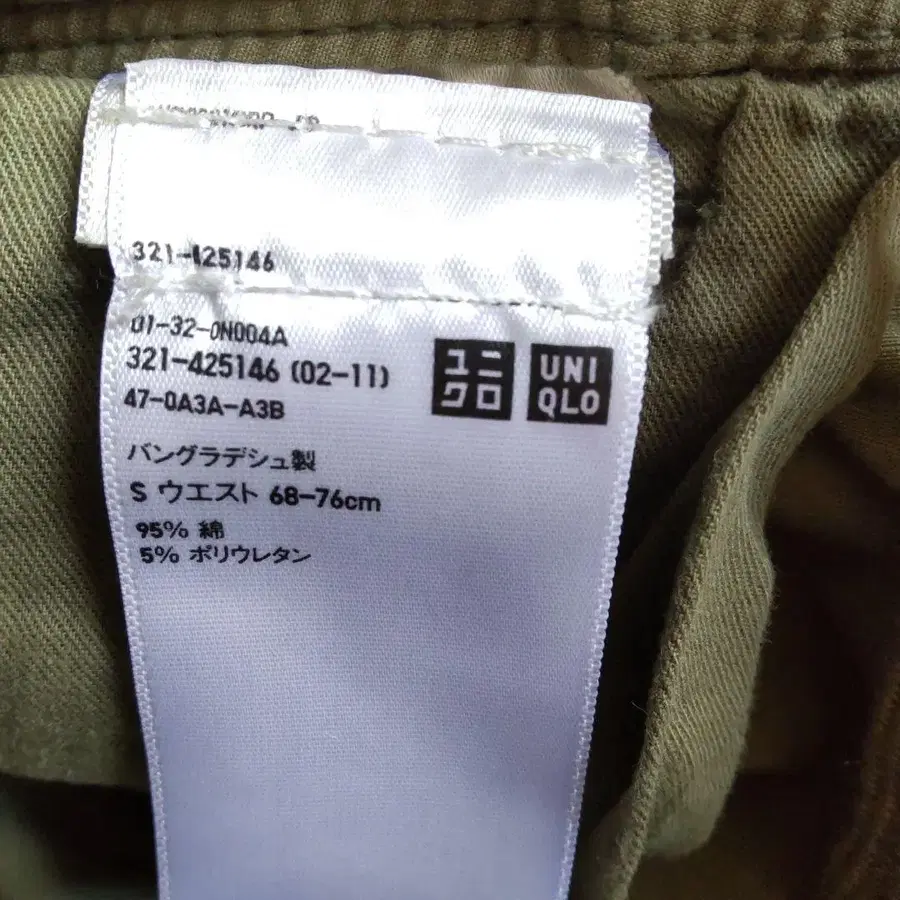 321-425146
01-32-0N004A
321-425146 (02-11)
47-0A3A-A3B
ユニ
クロ
UNI
QLO
バングラデシュ製
S ウエスト 68-76cm
95% 綿
5% ポリウレタン